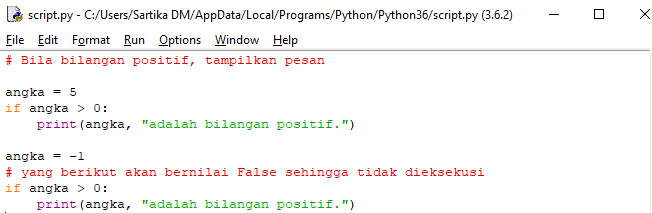 script.py - C:/Users/Sartika DM/AppData/Local/Programs/Python/Python36/script.py (3.6.2)
File Edit Format Run Options Window Help
# Bila bilangan positif, tampilkan pesan
angka = 5
if angka > 0:
    print(angka, "adalah bilangan positif.")
angka = -1
# yang berikut akan bernilai False sehingga tidak dieksekusi
if angka > 0:
    print(angka, "adalah bilangan positif.")